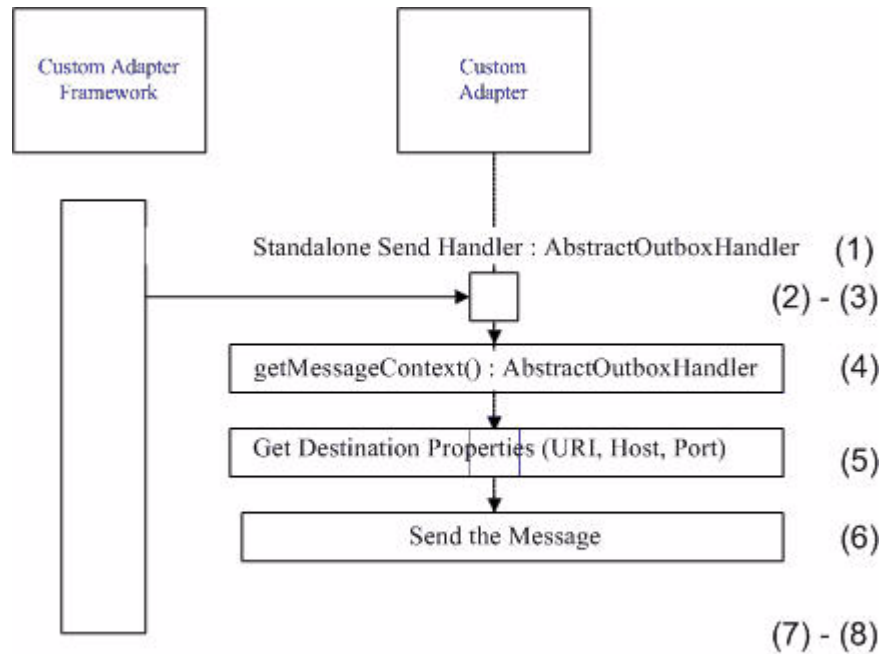 Custom Adapter
Framework
Custom
Adapter
Standalone Send Handler : AbstractOutboxHandler (1)
(2) - (3)
getMessageContext() : AbstractOutboxHandler (4)
Get Destination Properties (URI, Host, Port) (5)
Send the Message (6)
(7) - (8)